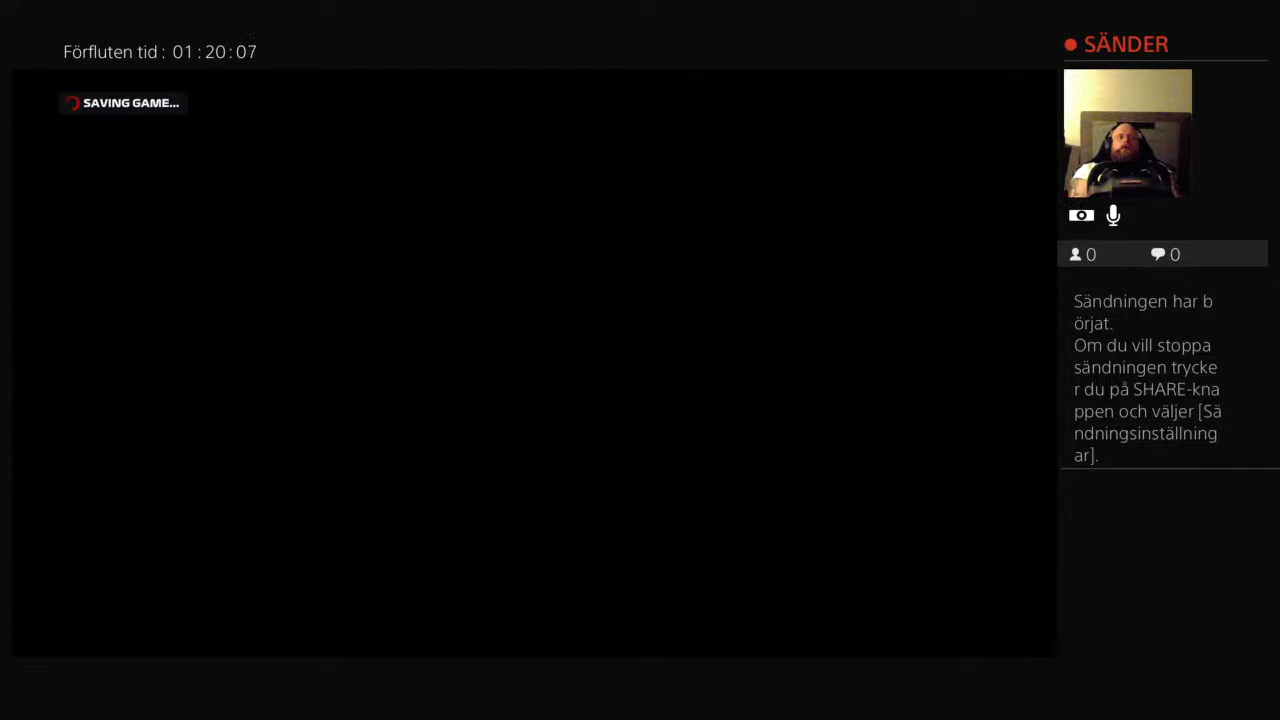 Förfluten tid : 01 : 20 : 07
SÄNDER
SAVING GAME...
0 0
Sändningen har b
örjat.
Om du vill stoppa
sändningen trycke
r du på SHARE-kna
ppen och väljer [Sä
ndningsinställning
ar].